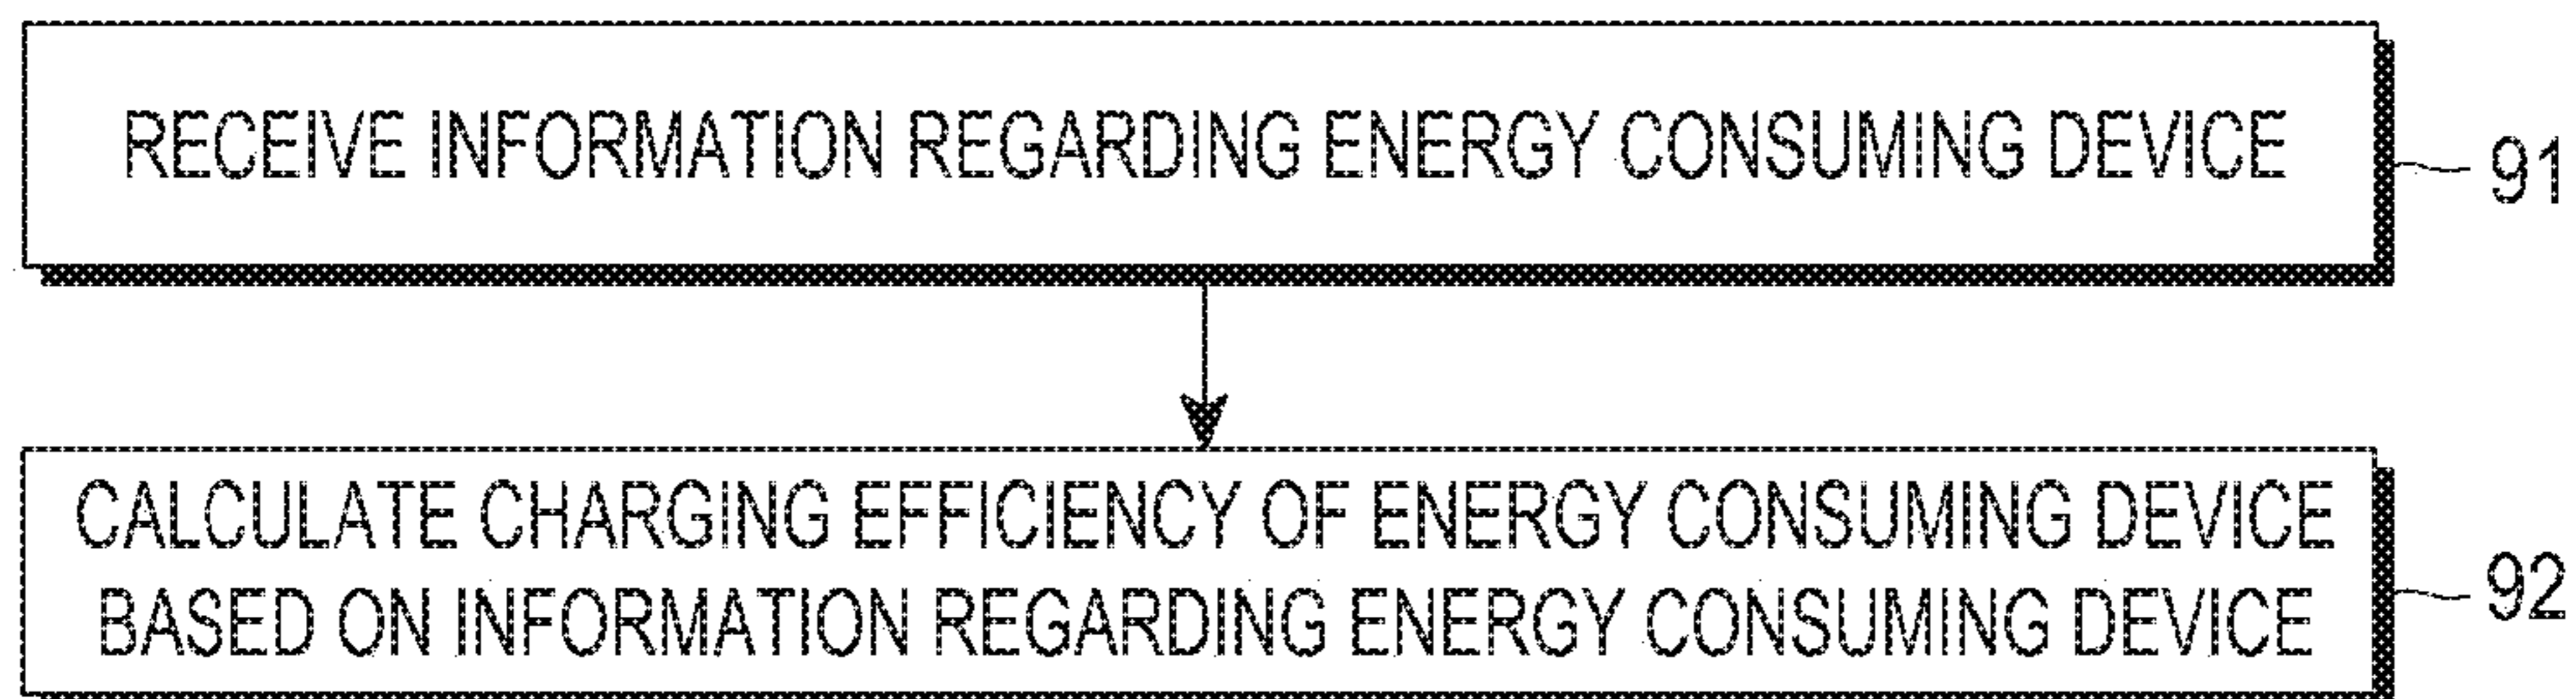 RECEIVE INFORMATION REGARDING ENERGY CONSUMING DEVICE
91
CALCULATE CHARGING EFFICIENCY OF ENERGY CONSUMING DEVICE
BASED ON INFORMATION REGARDING ENERGY CONSUMING DEVICE
92